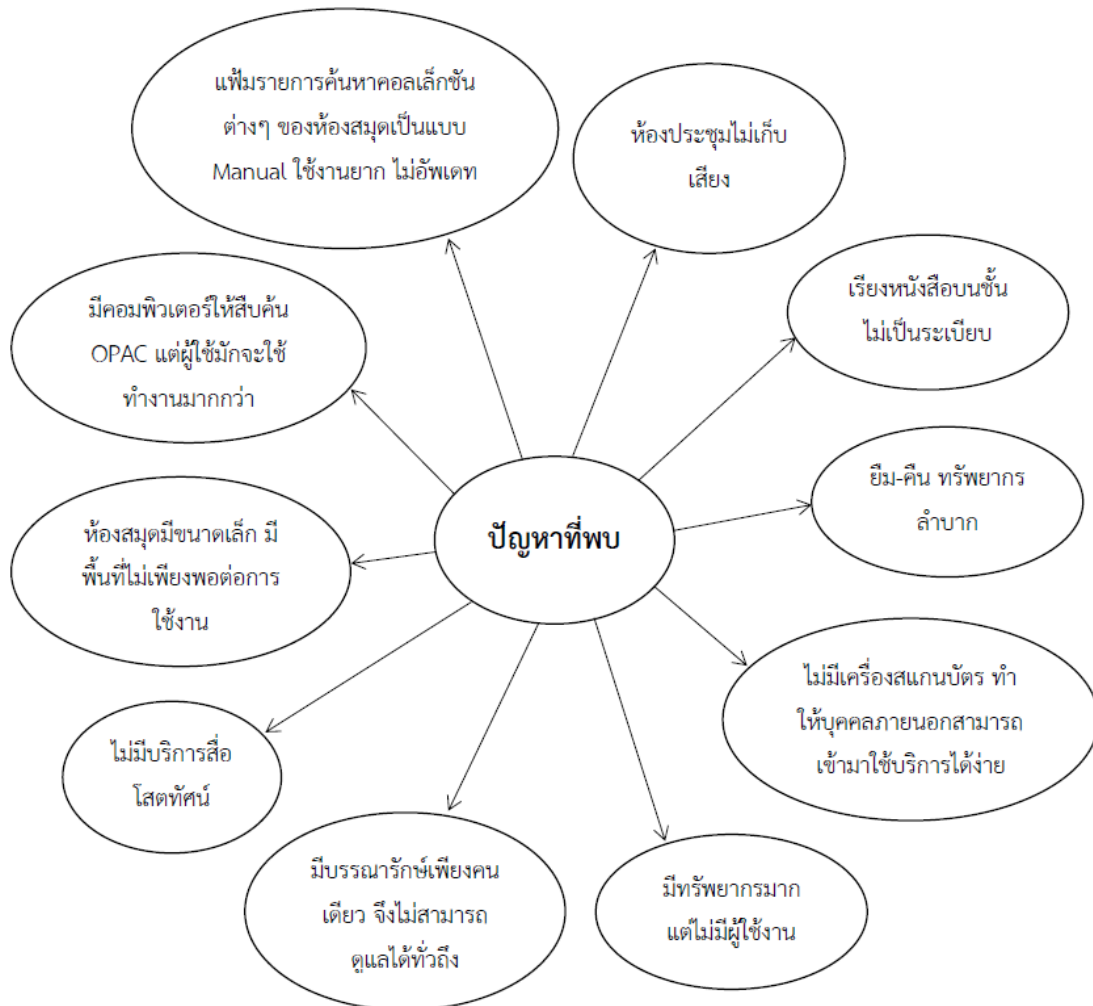 แฟ้มรายการค้นหาคอลเล็กชัน
ต่างๆ ของห้องสมุดเป็นแบบ
Manual ใช้งานยาก ไม่อัพเดท
ห้องประชุมไม่เก็บ
เสียง
เรียงหนังสือบนชั้น
ไม่เป็นระเบียบ
มีคอมพิวเตอร์ให้สืบค้น
OPAC แต่ผู้ใช้มักจะใช้
ทำงานมากกว่า
ยืม-คืน ทรัพยากร
ลำบาก
ปัญหาที่พบ
ห้องสมุดมีขนาดเล็ก มี
พื้นที่ไม่เพียงพอต่อการ
ใช้งาน
ไม่มีเครื่องสแกนบัตร ทำ
ให้บุคคลภายนอกสามารถ
เข้ามาใช้บริการได้ง่าย
ไม่มีบริการสื่อ
โสตทัศน์
มีบรรณารักษ์เพียงคน
เดียว จึงไม่สามารถ
ดูแลได้ทั่วถึง
มีทรัพยากรมาก
แต่ไม่มีผู้ใช้งาน